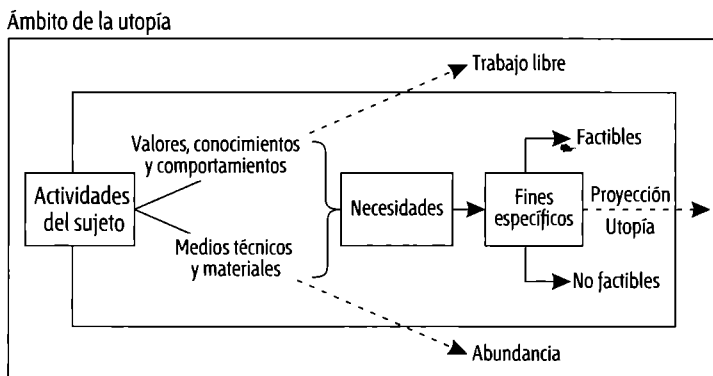 Ámbito de la utopía
Trabajo libre
Valores, conocimientos
y comportamientos
Factibles
Actividades
del sujeto
Necesidades
Fines
específicos
Proyección
Utopía
Medios técnicos
y materiales
No factibles
Abundancia